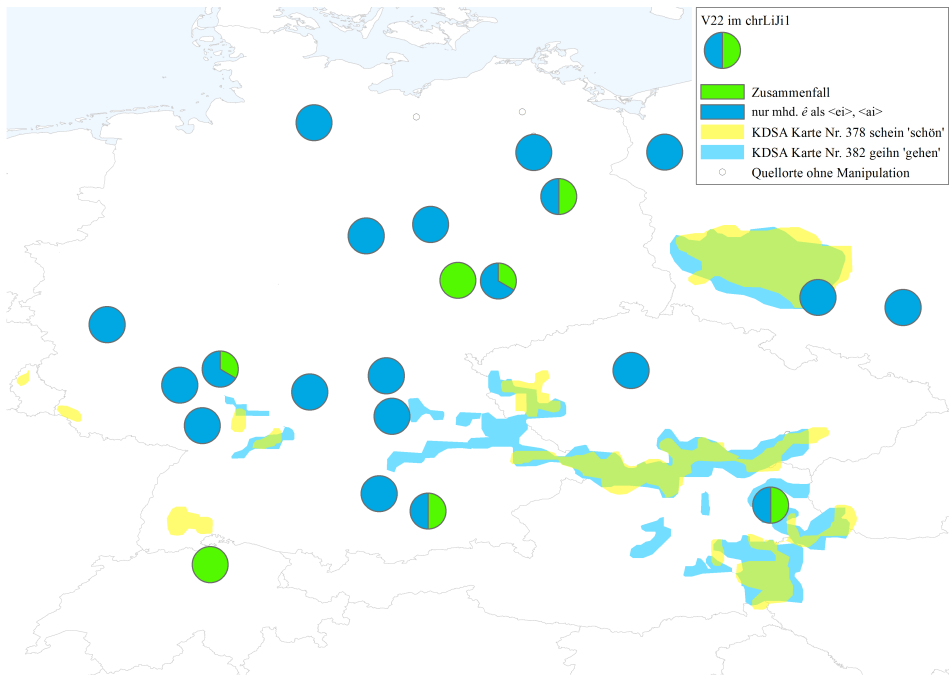 V22 im chrLiJi1
Zusammenfall
nur mhd. ê als <ei>, <ai>
KDSA Karte Nr. 378 schein 'schön'
KDSA Karte Nr. 382 geihn 'gehen'
Quellorte ohne Manipulation